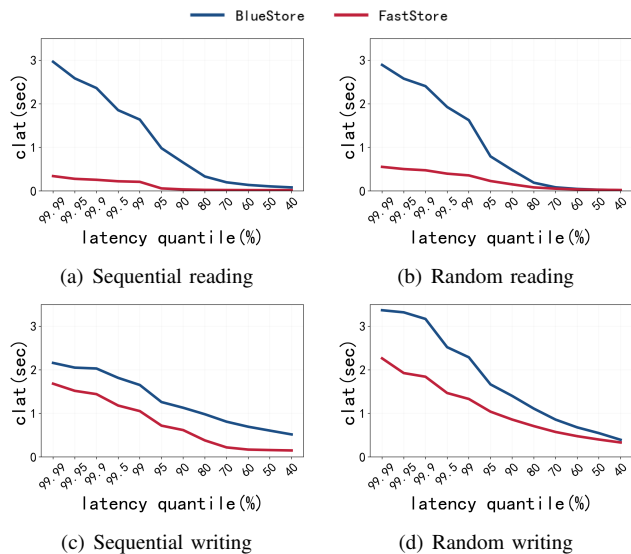 BlueStore FastStore
3
2
1
0
clat(sec)
99.99 99.95 99.9 99.5 99 95 90 80 70 60 50 40
latency quantile(%)
(a) Sequential reading
3
2
1
0
clat(sec)
99.99 99.95 99.9 99.5 99 95 90 80 70 60 50 40
latency quantile(%)
(b) Random reading
3
2
1
0
clat(sec)
99.99 99.95 99.9 99.5 99 95 90 80 70 60 50 40
latency quantile(%)
(c) Sequential writing
3
2
1
0
clat(sec)
99.99 99.95 99.9 99.5 99 95 90 80 70 60 50 40
latency quantile(%)
(d) Random writing